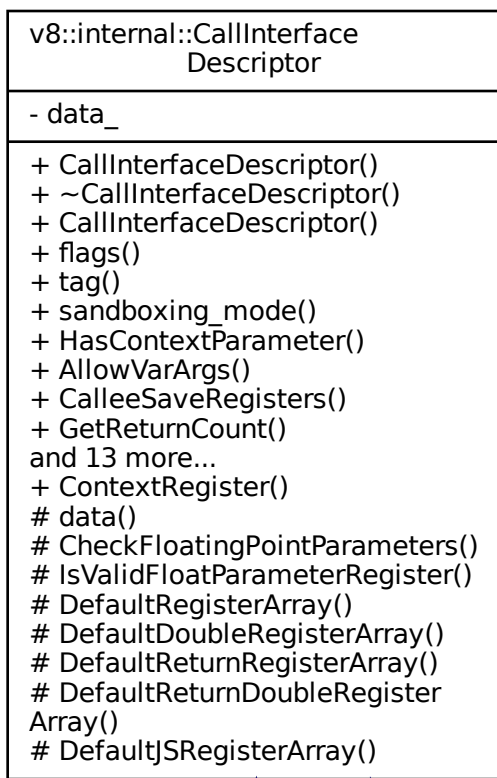 v8::internal::CallInterface
Descriptor
- data_
+ CallInterfaceDescriptor()
+ ~CallInterfaceDescriptor()
+ CallInterfaceDescriptor()
+ flags()
+ tag()
+ sandboxing_mode()
+ HasContextParameter()
+ AllowVarArgs()
+ CalleeSaveRegisters()
+ GetReturnCount()
and 13 more...
+ ContextRegister()
# data()
# CheckFloatingPointParameters()
# IsValidFloatParameterRegister()
# DefaultRegisterArray()
# DefaultDoubleRegisterArray()
# DefaultReturnRegisterArray()
# DefaultReturnDoubleRegister
Array()
# DefaultJSRegisterArray()